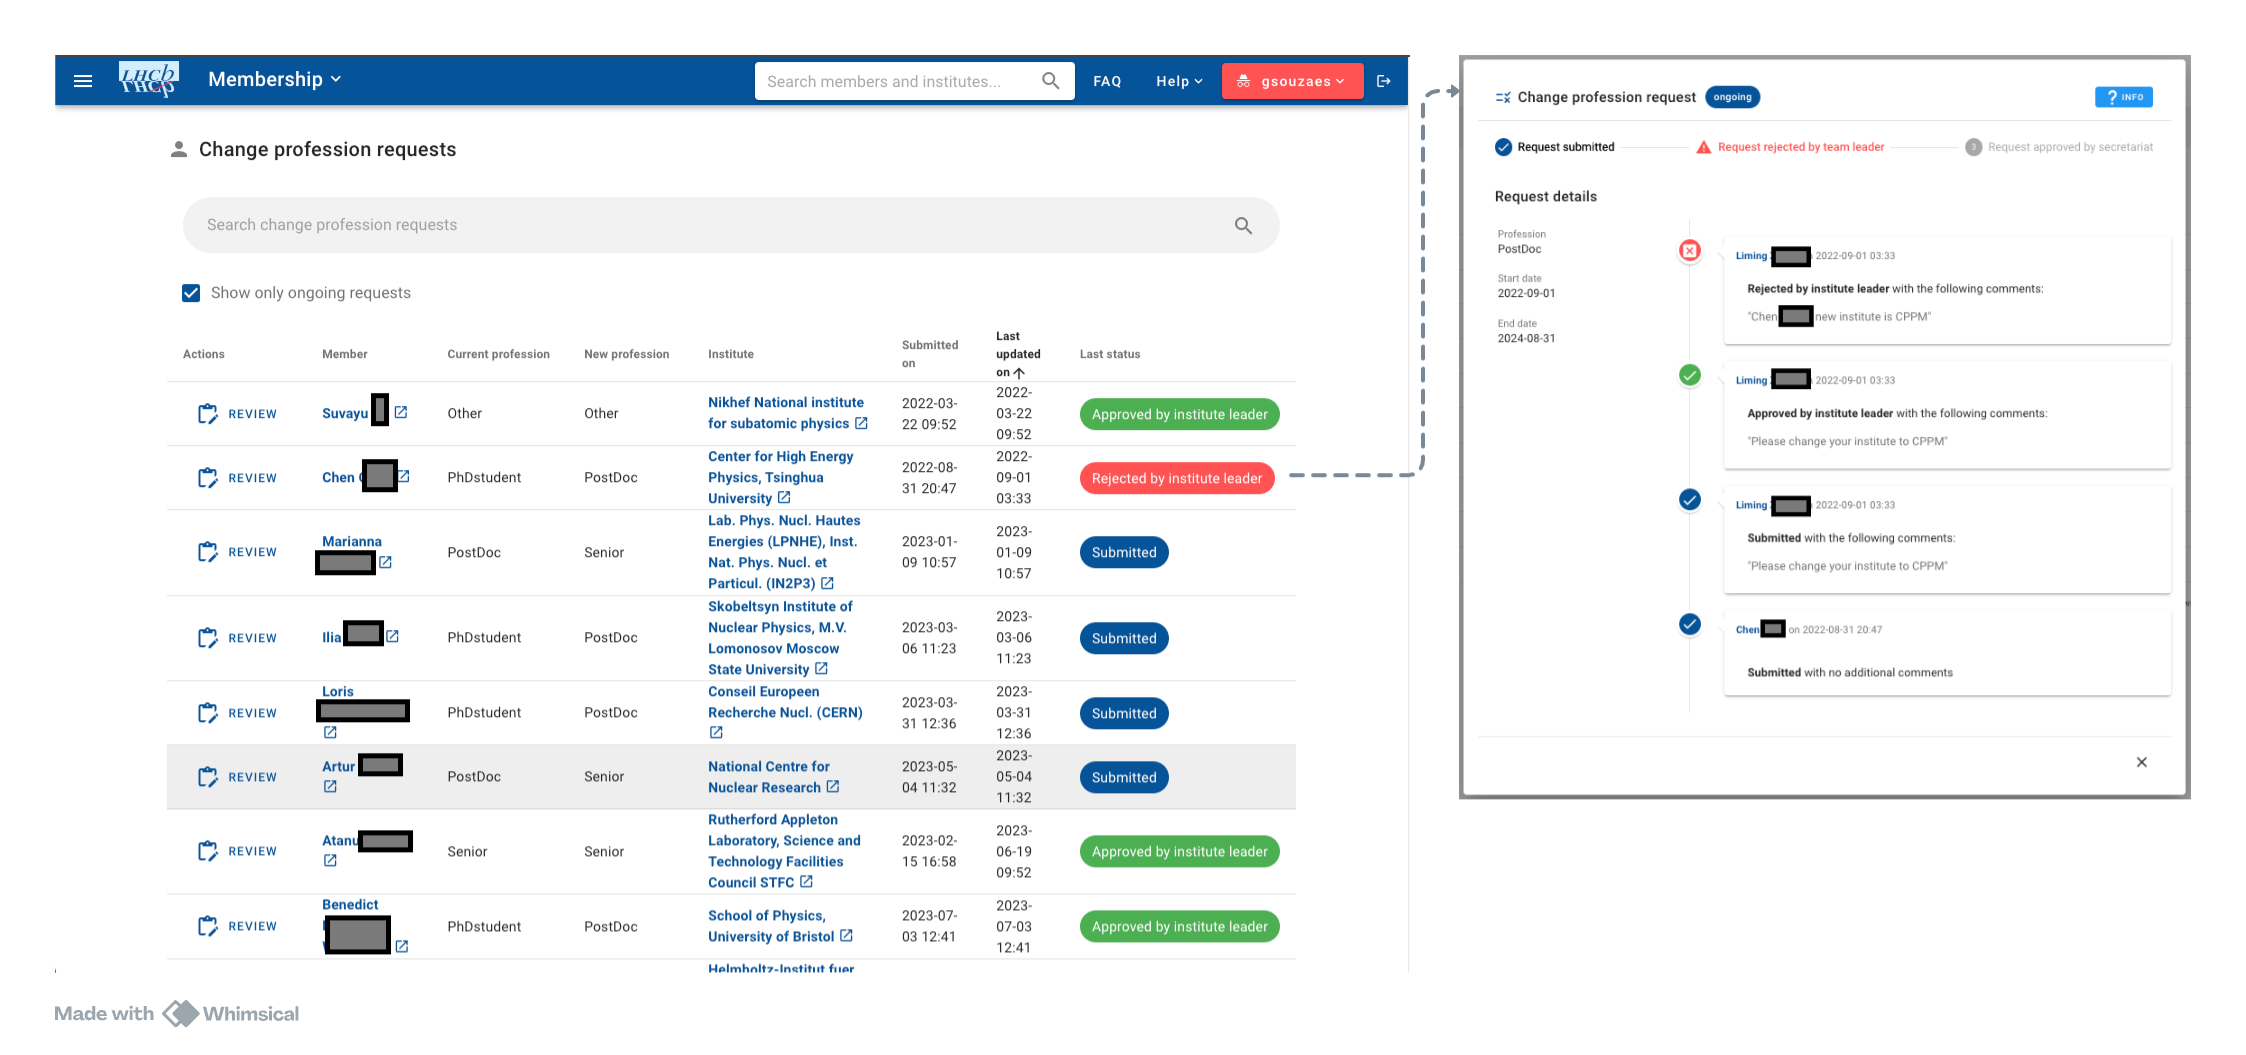 LHCb
Membership
Search members and institutes...
FAQ
Help
gsouzaes
Change profession requests
Search change profession requests
Show only ongoing requests
Actions
Member
Current profession
New profession
Institute
Submitted
on
Last
updated
on
Last status
REVIEW
Suvayu
Other
Other
Nikhef National institute
for subatomic physics
2022-03-
22 09:52
2022-
03-22
09:52
Approved by institute leader
REVIEW
Chen
PhDstudent
PostDoc
Center for High Energy
Physics, Tsinghua
University
2022-08-
31 20:47
2022-
09-01
03:33
Rejected by institute leader
REVIEW
Marianna
PostDoc
Senior
Lab. Phys. Nucl. Hautes
Energies (LPNHE), Inst.
Nat. Phys. Nucl. et
Particul. (IN2P3)
2023-01-
09 10:57
2023-
01-09
10:57
Submitted
REVIEW
Ilia
PhDstudent
PostDoc
Skobeltsyn Institute of
Nuclear Physics, M.V.
Lomonosov Moscow
State University
2023-03-
06 11:23
2023-
03-06
11:23
Submitted
REVIEW
Loris
PhDstudent
PostDoc
Conseil Europeen
Recherche Nucl. (CERN)
2023-03-
31 12:36
2023-
03-31
12:36
Submitted
REVIEW
Artur
PostDoc
Senior
National Centre for
Nuclear Research
2023-05-
04 11:32
2023-
05-04
11:32
Submitted
REVIEW
Atanu
Senior
Senior
Rutherford Appleton
Laboratory, Science and
Technology Facilities
Council STFC
2023-02-
15 16:58
2023-
06-19
09:52
Approved by institute leader
REVIEW
Benedict
PhDstudent
PostDoc
School of Physics,
University of Bristol
2023-07-
03 12:41
2023-
07-03
12:41
Approved by institute leader
Helmholtz-Institut fuer
Change profession request
ongoing
? INFO
Request submitted
Request rejected by team leader
3 Request approved by secretariat
Request details
Profession
PostDoc
Start date
2022-09-01
End date
2024-08-31
Liming 2022-09-01 03:33
Rejected by institute leader with the following comments:
"Chen new institute is CPPM"
Liming 2022-09-01 03:33
Approved by institute leader with the following comments:
"Please change your institute to CPPM"
Liming 2022-09-01 03:33
Submitted with the following comments:
"Please change your institute to CPPM"
Chen on 2022-08-31 20:47
Submitted with no additional comments
Made with Whimsical